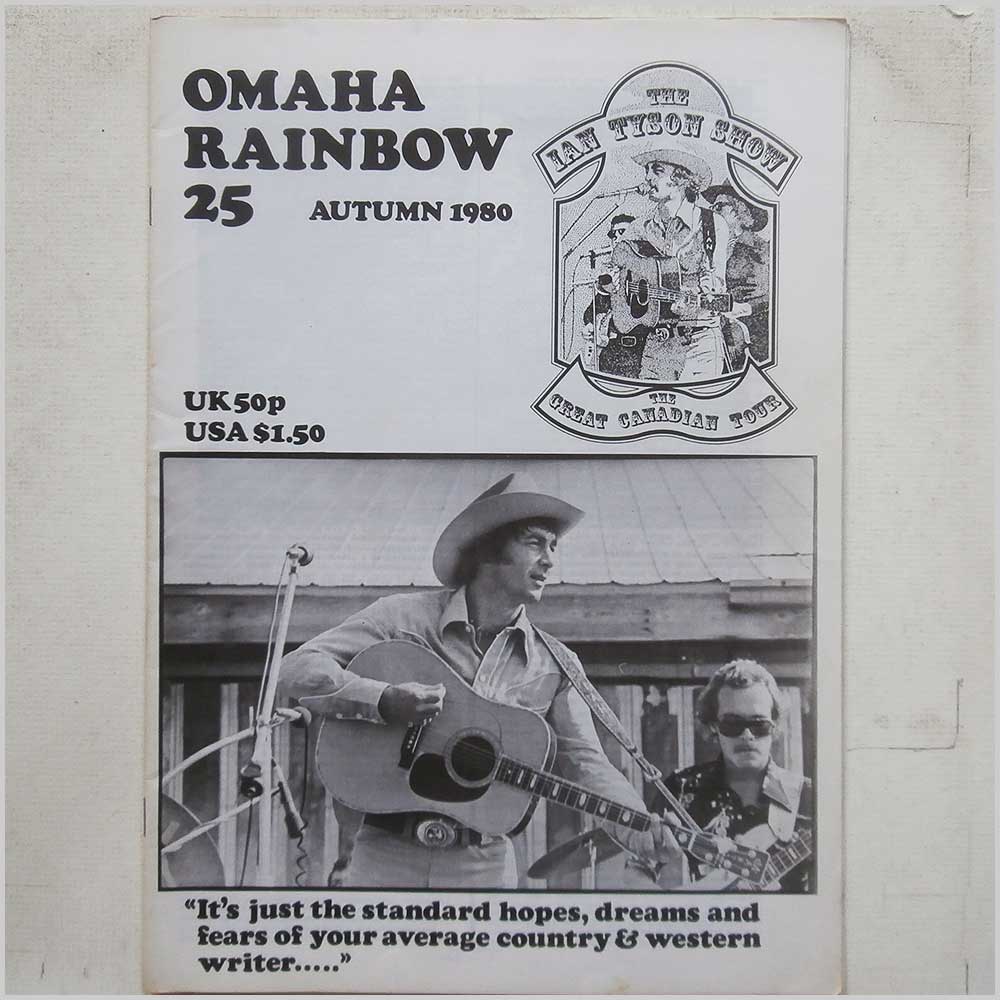 OMAHA
RAINBOW
25 AUTUMN 1980
THE
IAN TYSON SHOW
IAN
THE
GREAT CANADIAN TOUR
UK 50p
USA $1.50
“It’s just the standard hopes, dreams and
fears of your average country & western
writer.....”